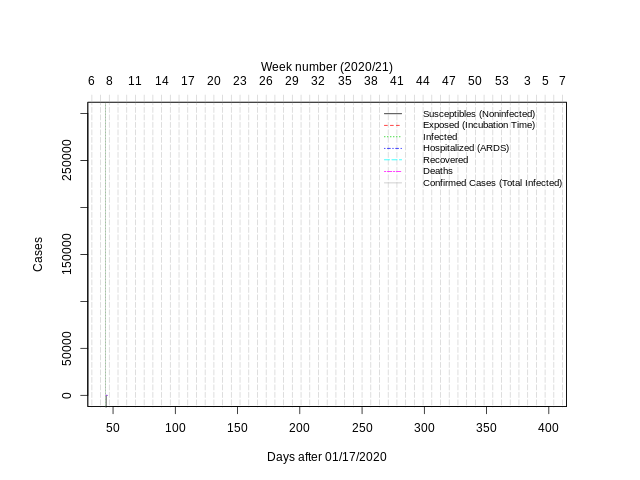 Week number (2020/21)
6 8 11 14 17 20 23 26 29 32 35 38 41 44 47 50 53 3 5 7
Susceptibles (Noninfected)
Exposed (Incubation Time)
Infected
Hospitalized (ARDS)
Recovered
Deaths
Confirmed Cases (Total Infected)
Cases
250000
150000
50000
0
50 100 150 200 250 300 350 400
Days after 01/17/2020